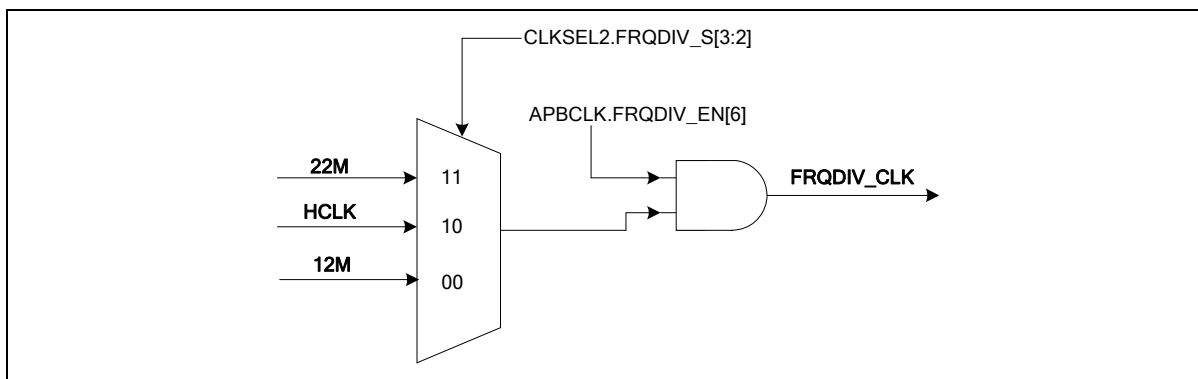 CLKSEL2.FRQDIV_S[3:2]
APBCLK.FRQDIV_EN[6]
22M
11
FRQDIV_CLK
HCLK
10
12M
00